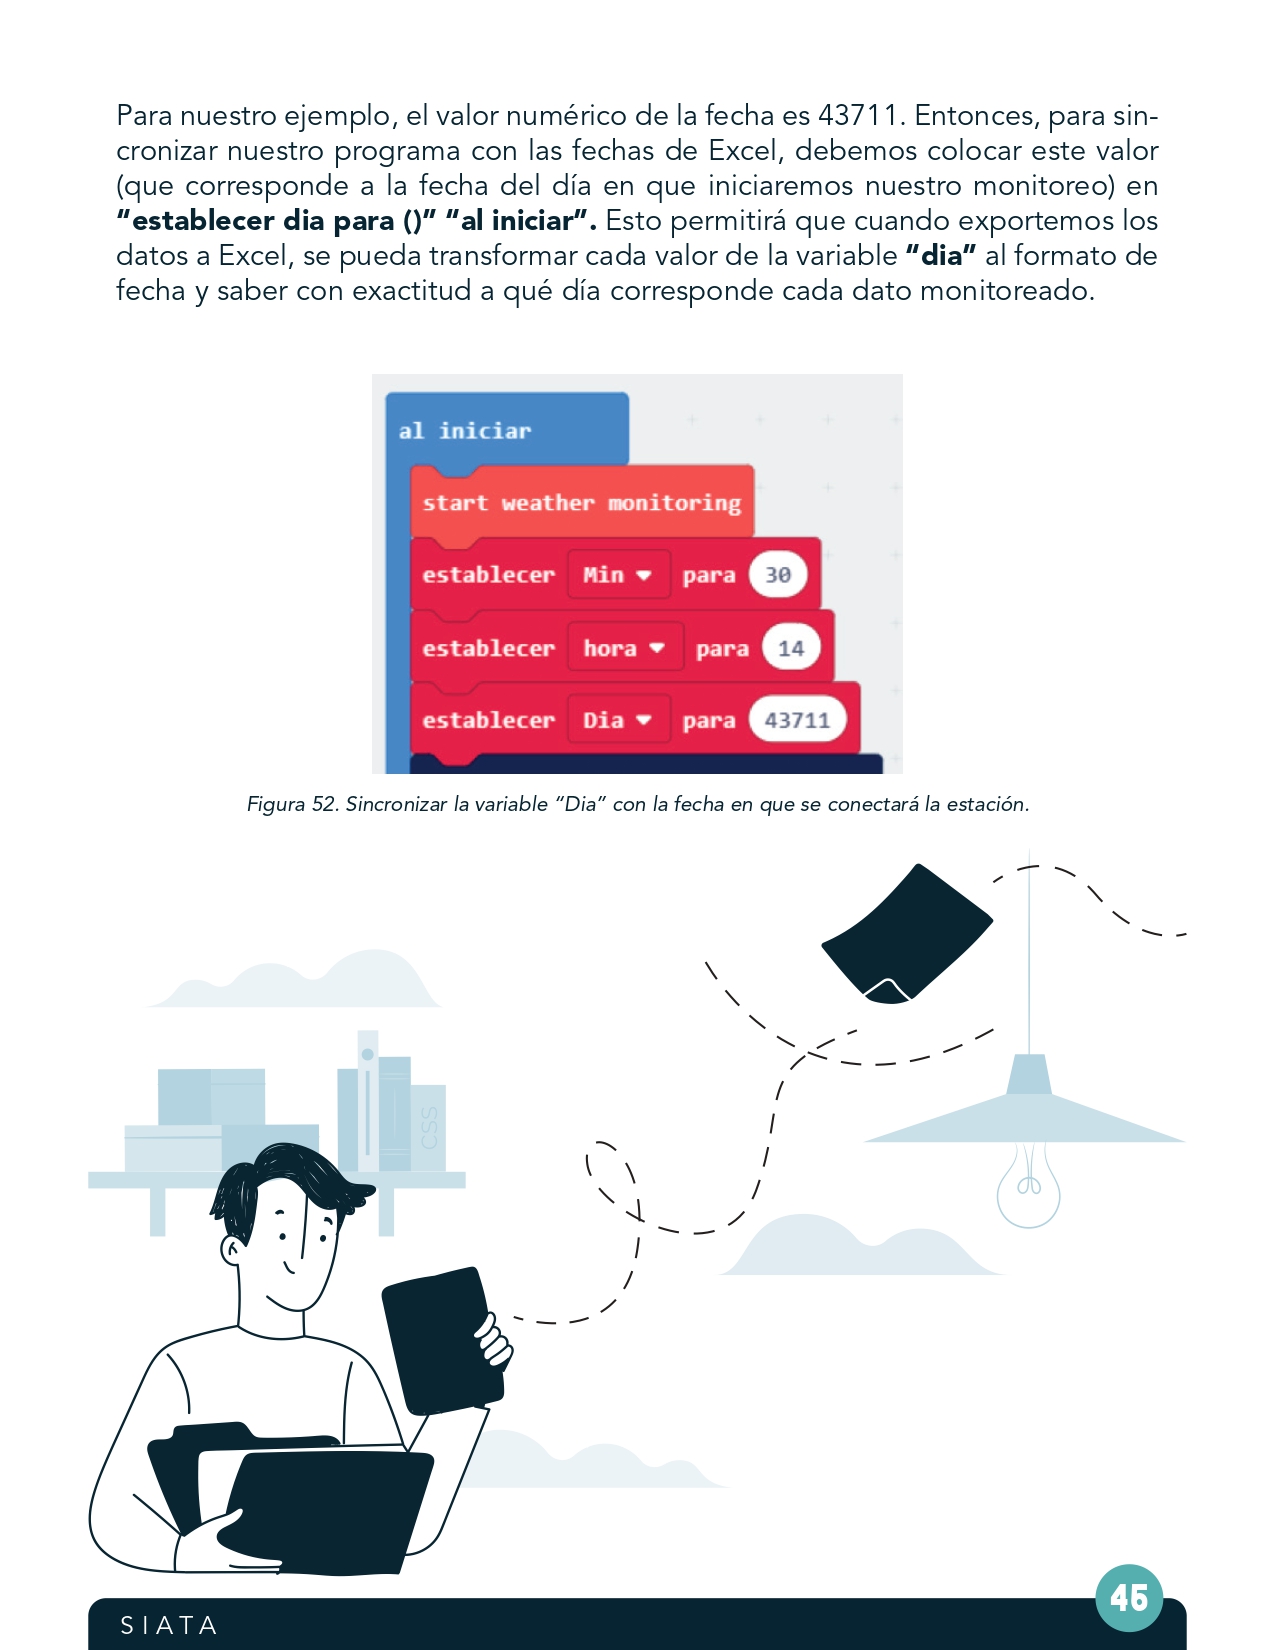 Para nuestro ejemplo, el valor numérico de la fecha es 43711. Entonces, para sin-
cronizar nuestro programa con las fechas de Excel, debemos colocar este valor
(que corresponde a la fecha del día en que iniciaremos nuestro monitoreo) en
“establecer dia para ()” “al iniciar”. Esto permitirá que cuando exportemos los
datos a Excel, se pueda transformar cada valor de la variable “dia” al formato de
fecha y saber con exactitud a qué día corresponde cada dato monitoreado.
al iniciar
start weather monitoring
establecer Min para 30
establecer hora para 14
establecer Dia para 43711
Figura 52. Sincronizar la variable “Dia” con la fecha en que se conectará la estación.
CSS
SIATA
45